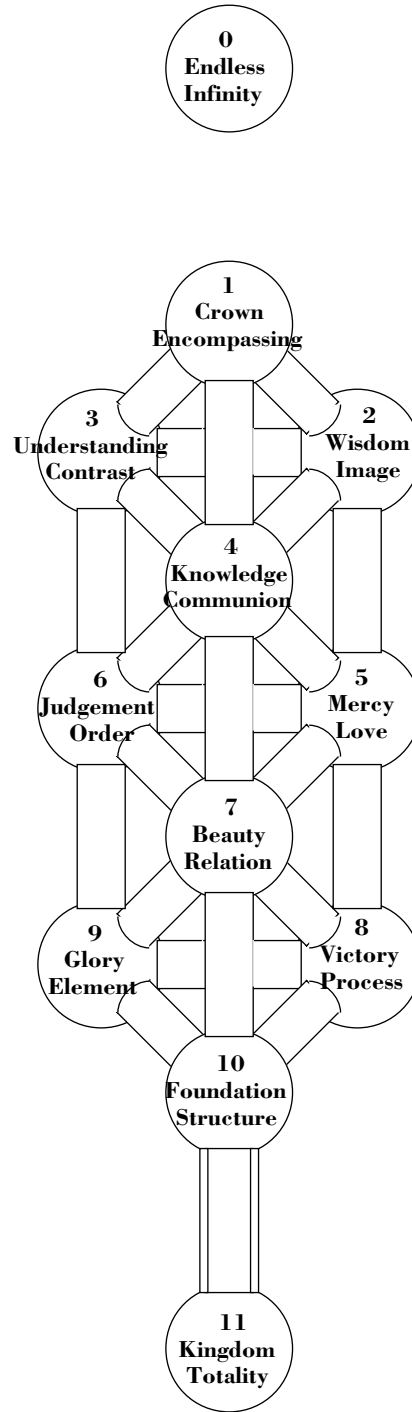 0
Endless
Infinity
1
Crown
Encompassing
3
Understanding
Contrast
2
Wisdom
Image
4
Knowledge
Communion
6
Judgement
Order
5
Mercy
Love
7
Beauty
Relation
9
Glory
Element
8
Victory
Process
10
Foundation
Structure
11
Kingdom
Totality